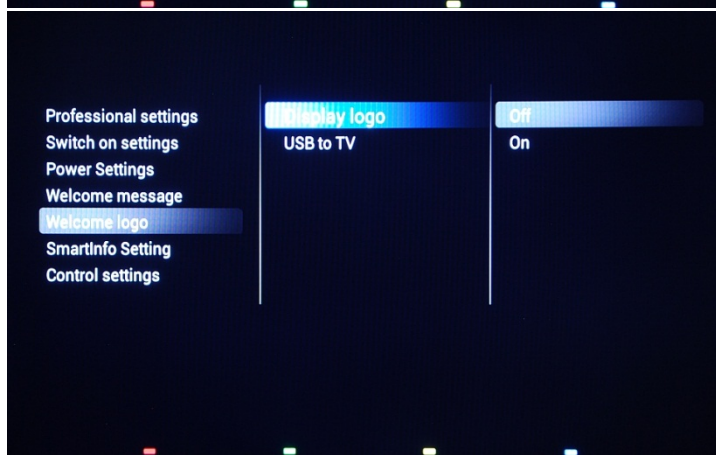 Professional settings
Switch on settings
Power Settings
Welcome message
Welcome logo
SmartInfo Setting
Control settings
Display logo
USB to TV
Off
On